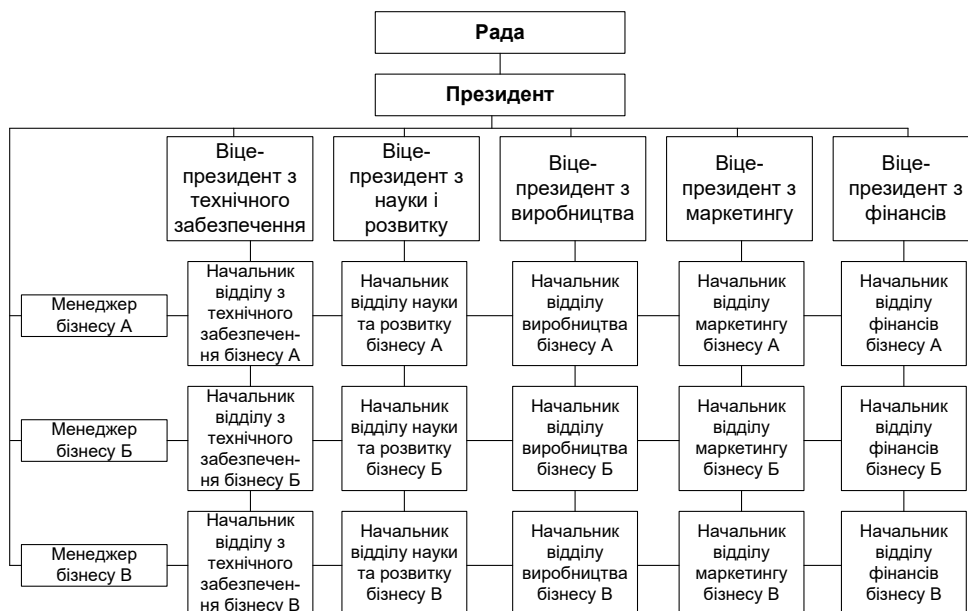 Рада
Президент
Віце-
президент з
технічного
забезпечення
Віце-
президент з
науки і
розвитку
Віце-
президент з
виробництва
Віце-
президент з
маркетингу
Віце-
президент з
фінансів
Менеджер
бізнесу А
Начальник
відділу з
технічного
забезпечен-
ня бізнесу А
Начальник
відділу науки
та розвитку
бізнесу А
Начальник
відділу
виробництва
бізнесу А
Начальник
відділу
маркетингу
бізнесу А
Начальник
відділу
фінансів
бізнесу А
Менеджер
бізнесу Б
Начальник
відділу з
технічного
забезпечен-
ня бізнесу Б
Начальник
відділу науки
та розвитку
бізнесу Б
Начальник
відділу
виробництва
бізнесу Б
Начальник
відділу
маркетингу
бізнесу Б
Начальник
відділу
фінансів
бізнесу Б
Менеджер
бізнесу В
Начальник
відділу з
технічного
забезпечен-
ня бізнесу В
Начальник
відділу науки
та розвитку
бізнесу В
Начальник
відділу
виробництва
бізнесу В
Начальник
відділу
маркетингу
бізнесу В
Начальник
відділу
фінансів
бізнесу В